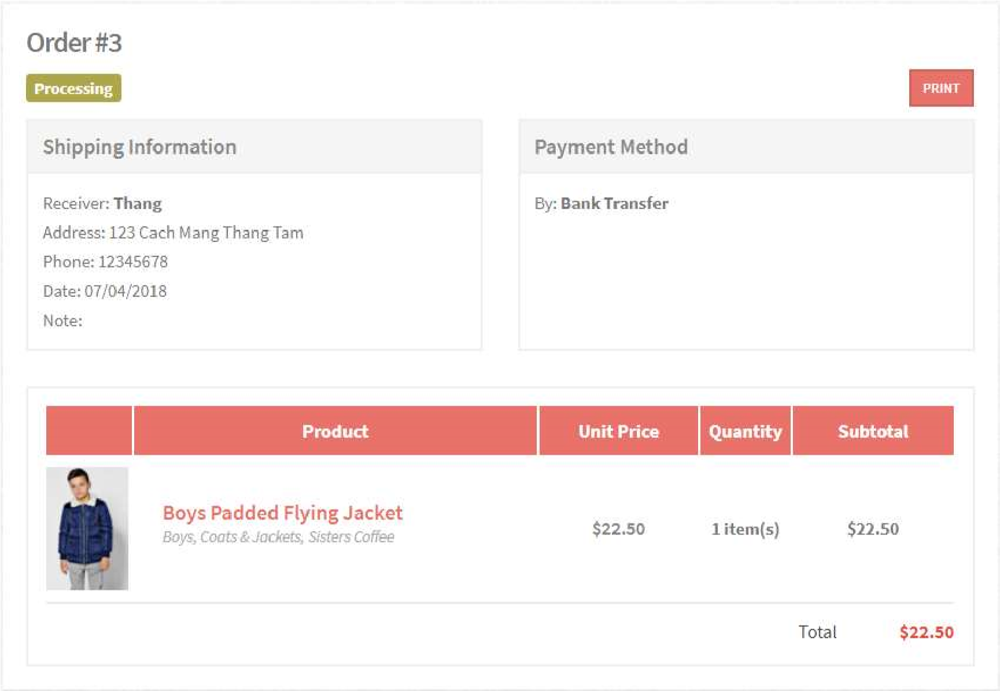 Order #3
Processing
PRINT
Shipping Information
Receiver: Thang
Address: 123 Cach Mang Thang Tam
Phone: 12345678
Date: 07/04/2018
Note:
Payment Method
By: Bank Transfer
Product Unit Price Quantity Subtotal
Boys Padded Flying Jacket
Boys, Coats & Jackets, Sisters Coffee
$22.50 1 item(s) $22.50
Total $22.50